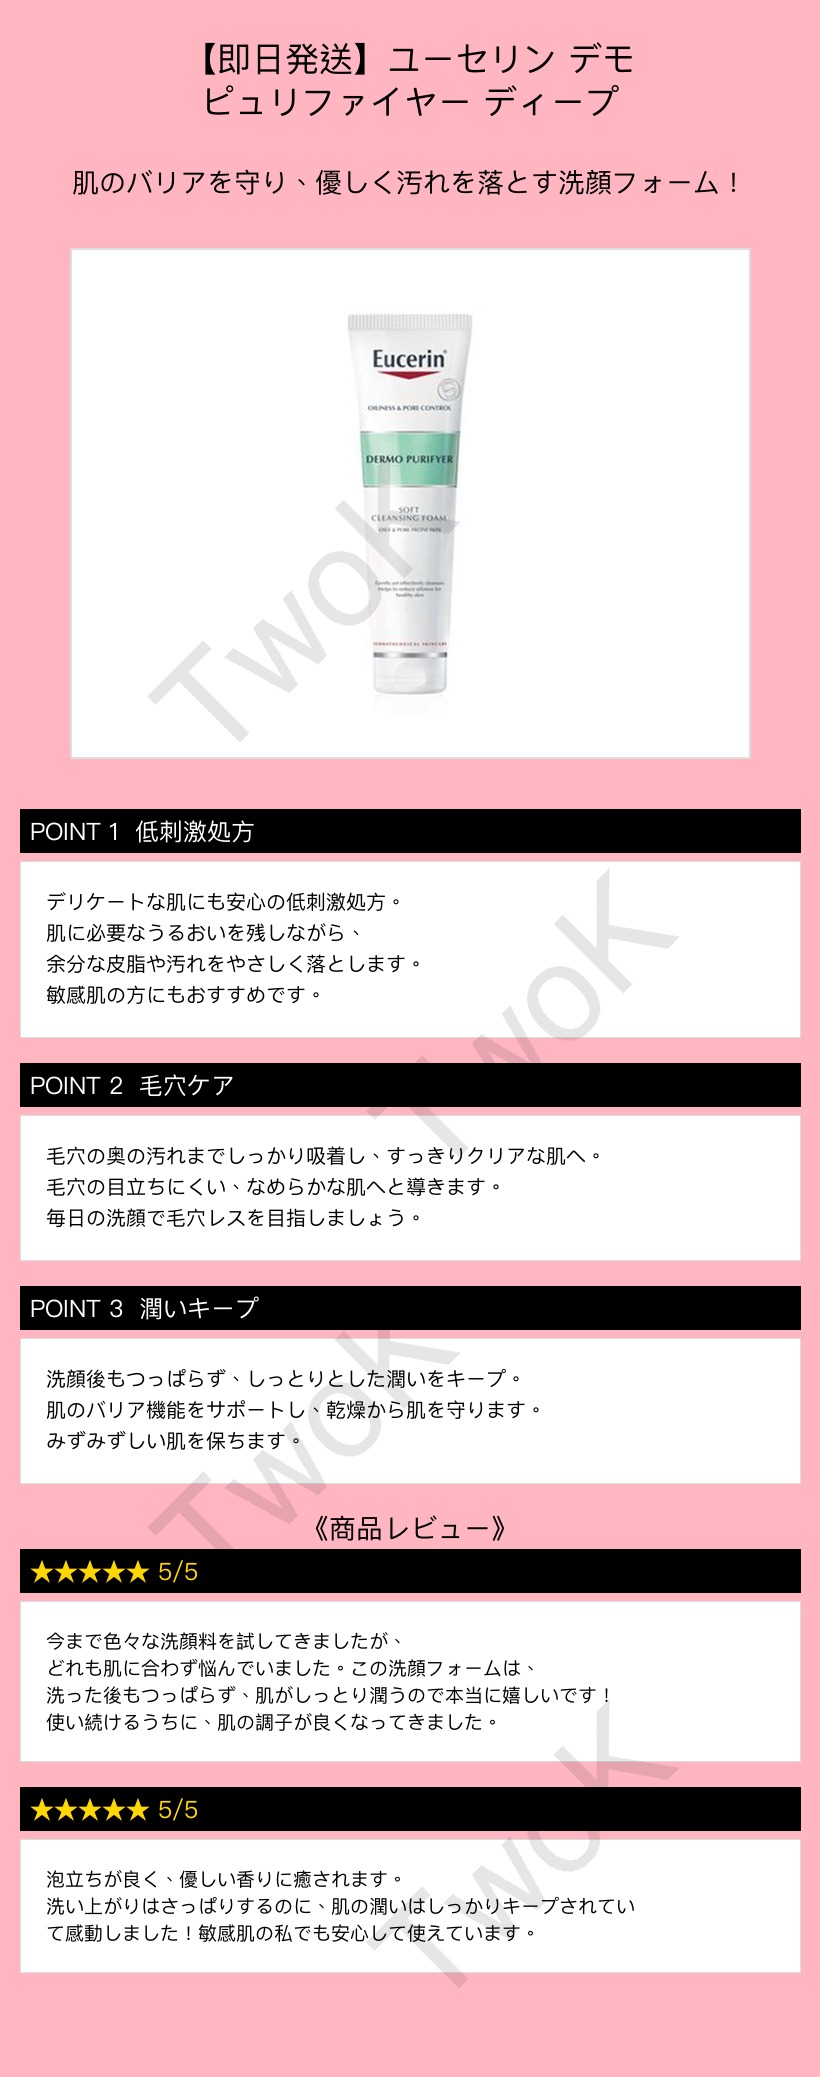 【即日発送】ユーセリン デモ
ピュリファイヤー ディープ
肌のバリアを守り、優しく汚れを落とす洗顔フォーム！
Eucerin
OILINESS & PORE CONTROL
DERMO PURIFYER
SOFT
CLEANSING FOAM
Gently yet effectively cleanses
Helps to reduce oiliness for
healthy skin
DERMATOLOGICAL SKINCARE
TwoK
POINT 1 低刺激処方
デリケートな肌にも安心の低刺激処方。
肌に必要なうるおいを残しながら、
余分な皮脂や汚れをやさしく落とします。
敏感肌の方にもおすすめです。
TwoK
POINT 2 毛穴ケア
毛穴の奥の汚れまでしっかり吸着し、すっきりクリアな肌へ。
毛穴の目立ちにくい、なめらかな肌へと導きます。
毎日の洗顔で毛穴レスを目指しましょう。
POINT 3 潤いキープ
洗顔後もつっぱらず、しっとりとした潤いをキープ。
肌のバリア機能をサポートし、乾燥から肌を守ります。
みずみずしい肌を保ちます。
TwoK
《商品レビュー》
★★★★★ 5/5
今まで色々な洗顔料を試してきましたが、
どれも肌に合わず悩んでいました。この洗顔フォームは、
洗った後もつっぱらず、肌がしっとり潤うので本当に嬉しいです！
使い続けるうちに、肌の調子が良くなってきました。
★★★★★ 5/5
泡立ちが良く、優しい香りに癒されます。
洗い上がりはさっぱりするのに、肌の潤いはしっかりキープされてい
て感動しました！敏感肌の私でも安心して使えています。
TwoK